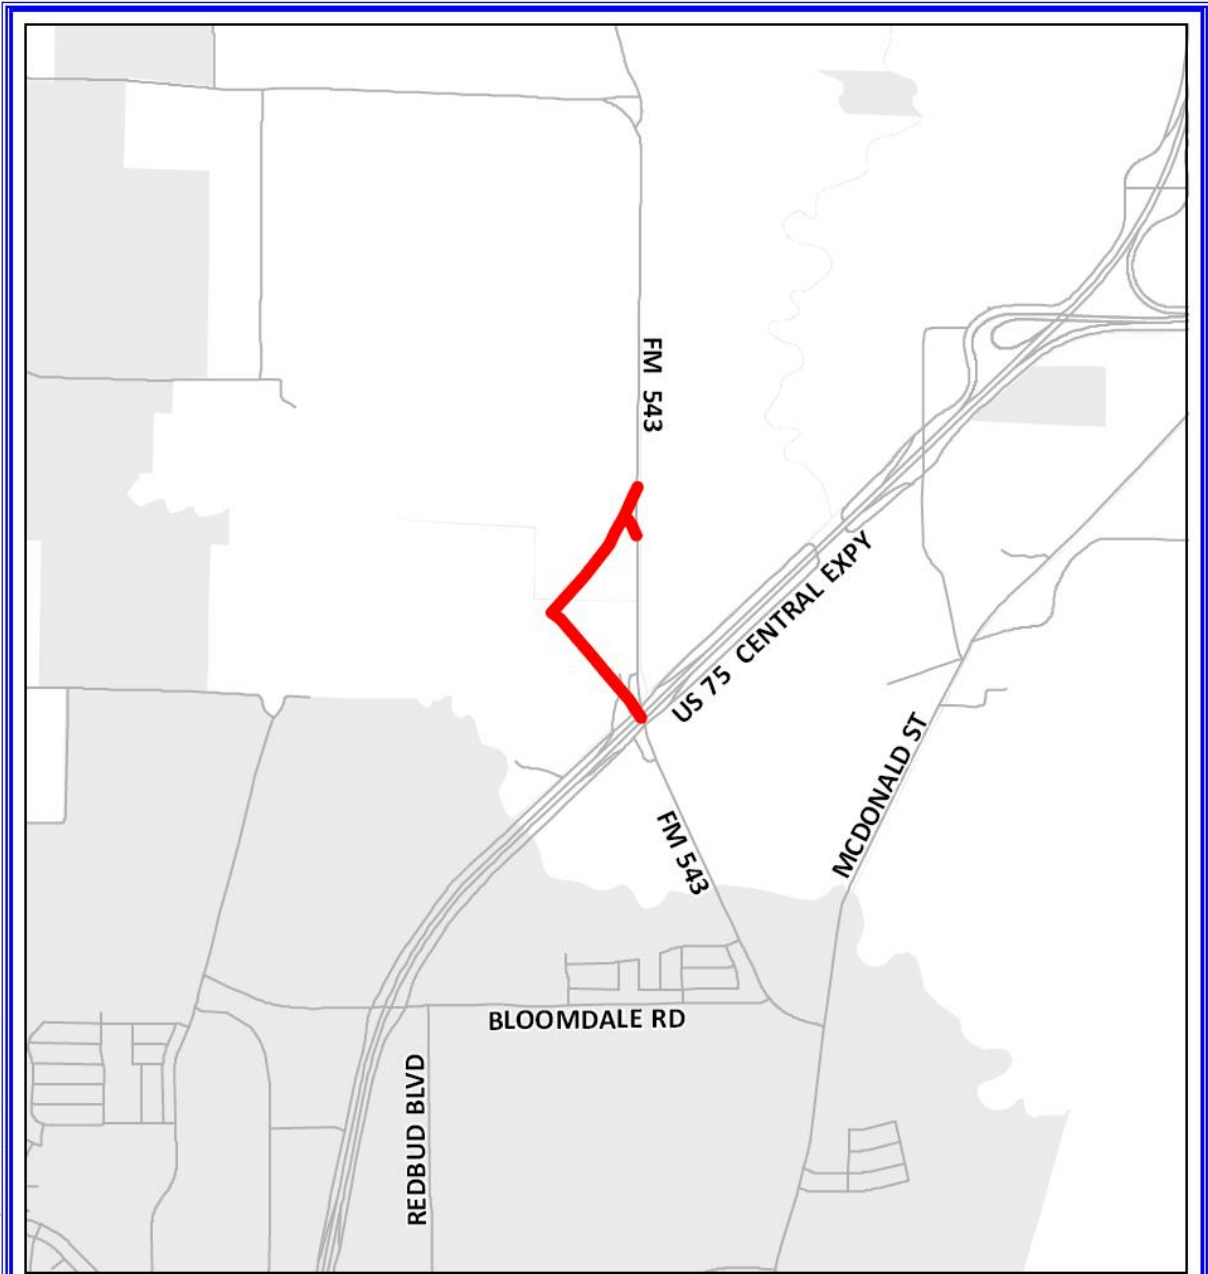 FM 543
US 75 CENTRAL EXPY
MCDONALD ST
FM 543
BLOOMDALE RD
REDBUD BLVD